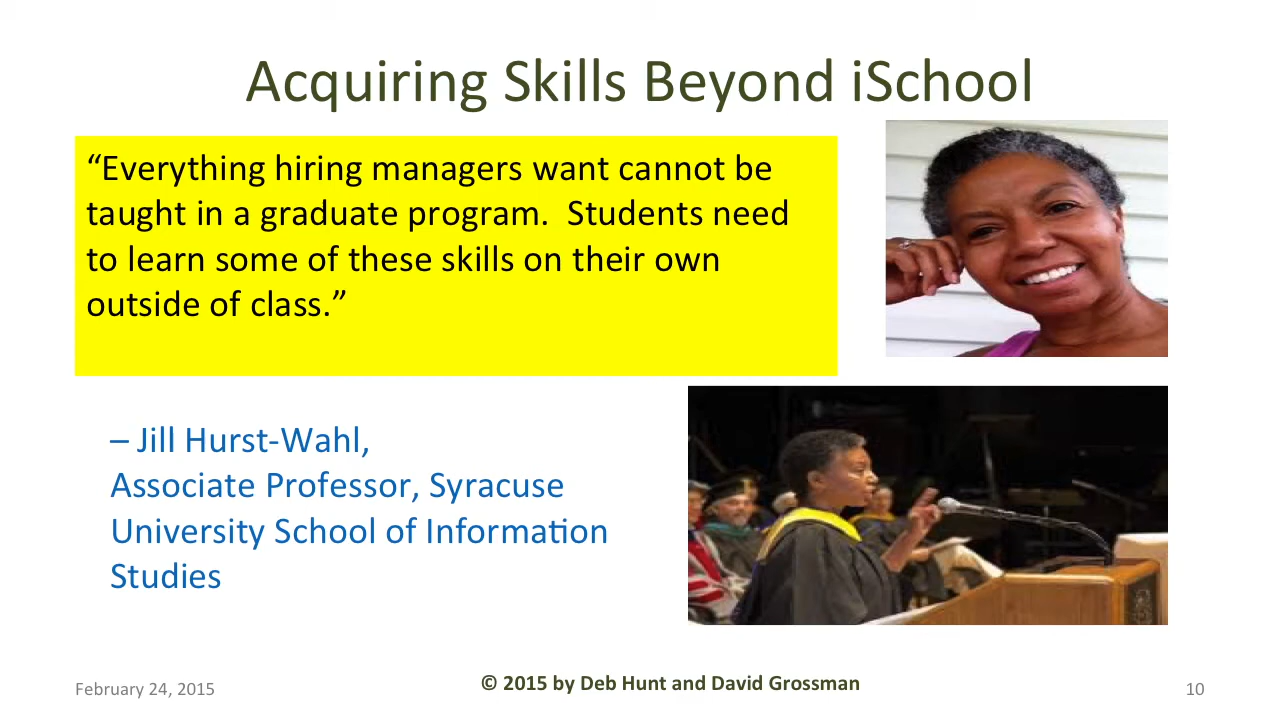 Acquiring Skills Beyond iSchool
“Everything hiring managers want cannot be
taught in a graduate program.  Students need
to learn some of these skills on their own
outside of class.”
– Jill Hurst-Wahl,
Associate Professor, Syracuse
University School of Information
Studies
February 24, 2015
© 2015 by Deb Hunt and David Grossman
10